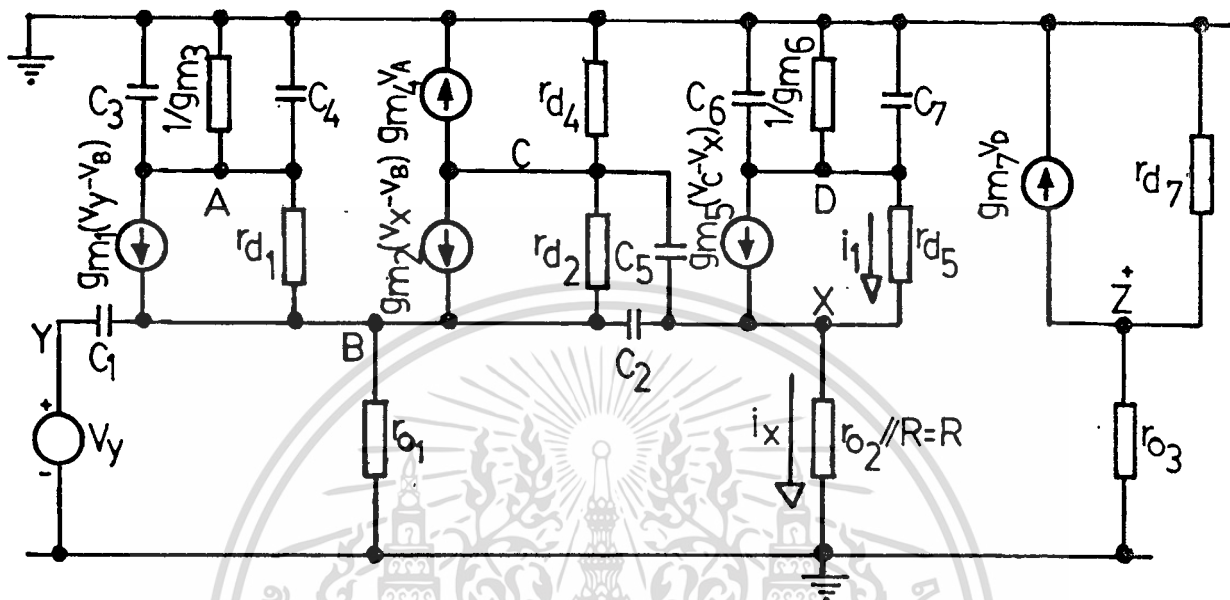 C3
1/gm3
C4
gm4VA
rd4
C6
1/gm6
C7
gm7VD
rd7
A
C
D
gm1(Vy-VB)
rd1
gm2(Vx-VB)
rd2
C5
gm5(VC-Vx)
i1
rd5
Y
C1
B
C2
X
Z
+
+
Vy
-
ro1
ix
ro2//R=R
ro3